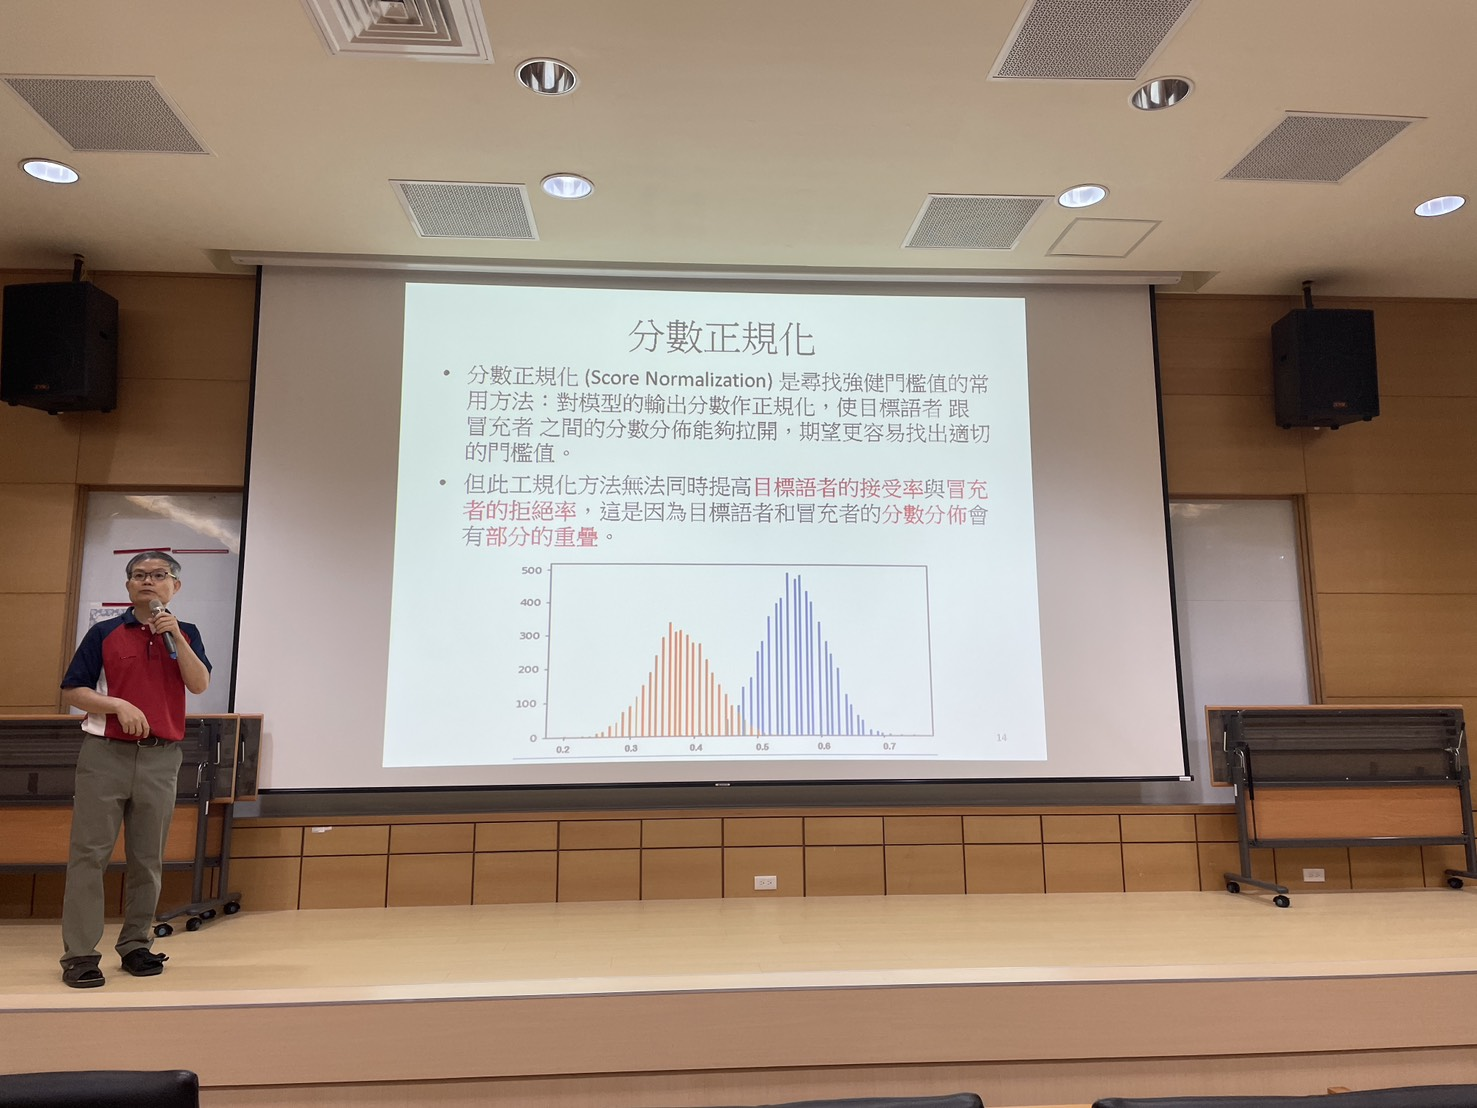 分數正規化
• 分數正規化 (Score Normalization) 是尋找強健門檻值的常
用方法：對模型的輸出分數作正規化，使目標語者 跟
冒充者 之間的分數分佈能夠拉開，期望更容易找出適切
的門檻值。
• 但此工規化方法無法同時提高目標語者的接受率與冒充
者的拒絕率，這是因為目標語者和冒充者的分數分佈會
有部分的重疊。
500
400
300
200
100
0
0.2 0.3 0.4 0.5 0.6 0.7
14